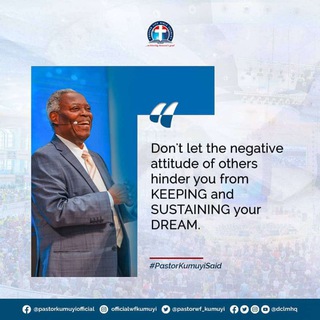 Don't let the negative
attitude of others
hinder you from
KEEPING and
SUSTAINING your
DREAM.
#PastorKumuyiSaid
@pastorkumuyiofficial officialwfkumuyi @pastorwf_kumuyi @dclmhq